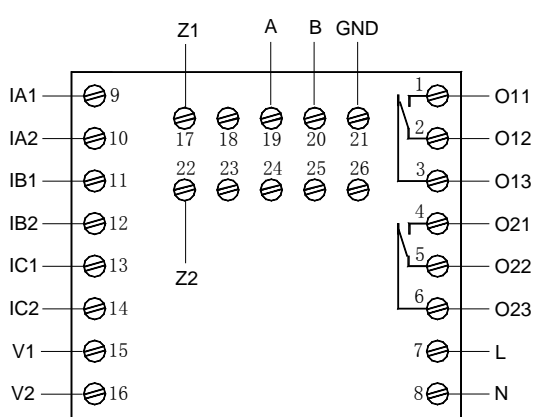 Z1 A B GND
IA1 9 1 O11
17 18 19 20 21
IA2 10 2 O12
22 23 24 25 26
IB1 11 3 O13
IB2 12 4 O21
Z2
IC1 13 5 O22
IC2 14 6 O23
V1 15 7 L
V2 16 8 N